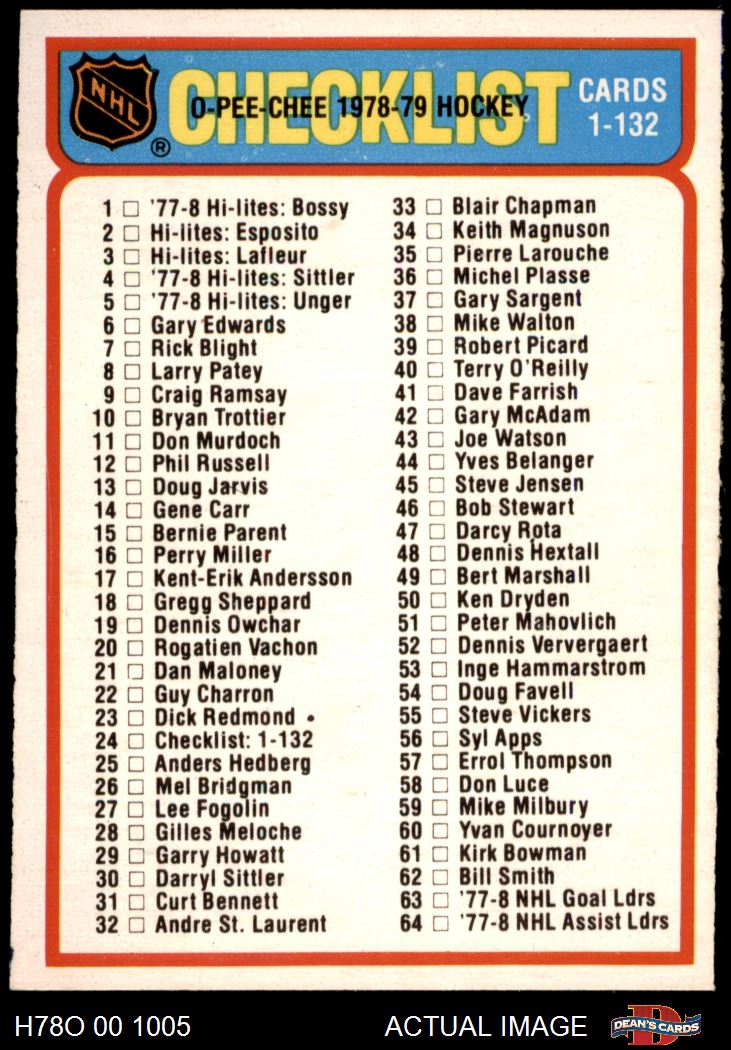 NHL
®
CHECKLIST
O-PEE-CHEE 1978-79 HOCKEY
CARDS
1-132
1 □ '77-8 Hi-lites: Bossy
2 □ Hi-lites: Esposito
3 □ Hi-lites: Lafleur
4 □ '77-8 Hi-lites: Sittler
5 □ '77-8 Hi-lites: Unger
6 □ Gary Edwards
7 □ Rick Blight
8 □ Larry Patey
9 □ Craig Ramsay
10 □ Bryan Trottier
11 □ Don Murdoch
12 □ Phil Russell
13 □ Doug Jarvis
14 □ Gene Carr
15 □ Bernie Parent
16 □ Perry Miller
17 □ Kent-Erik Andersson
18 □ Gregg Sheppard
19 □ Dennis Owchar
20 □ Rogatien Vachon
21 □ Dan Maloney
22 □ Guy Charron
23 □ Dick Redmond
24 □ Checklist: 1-132
25 □ Anders Hedberg
26 □ Mel Bridgman
27 □ Lee Fogolin
28 □ Gilles Meloche
29 □ Garry Howatt
30 □ Darryl Sittler
31 □ Curt Bennett
32 □ Andre St. Laurent
33 □ Blair Chapman
34 □ Keith Magnuson
35 □ Pierre Larouche
36 □ Michel Plasse
37 □ Gary Sargent
38 □ Mike Walton
39 □ Robert Picard
40 □ Terry O'Reilly
41 □ Dave Farrish
42 □ Gary McAdam
43 □ Joe Watson
44 □ Yves Belanger
45 □ Steve Jensen
46 □ Bob Stewart
47 □ Darcy Rota
48 □ Dennis Hextall
49 □ Bert Marshall
50 □ Ken Dryden
51 □ Peter Mahovlich
52 □ Dennis Ververgaert
53 □ Inge Hammarstrom
54 □ Doug Favell
55 □ Steve Vickers
56 □ Syl Apps
57 □ Errol Thompson
58 □ Don Luce
59 □ Mike Milbury
60 □ Yvan Cournoyer
61 □ Kirk Bowman
62 □ Bill Smith
63 □ '77-8 NHL Goal Ldrs
64 □ '77-8 NHL Assist Ldrs
H78O 00 1005
ACTUAL IMAGE
D
DEAN'S CARDS